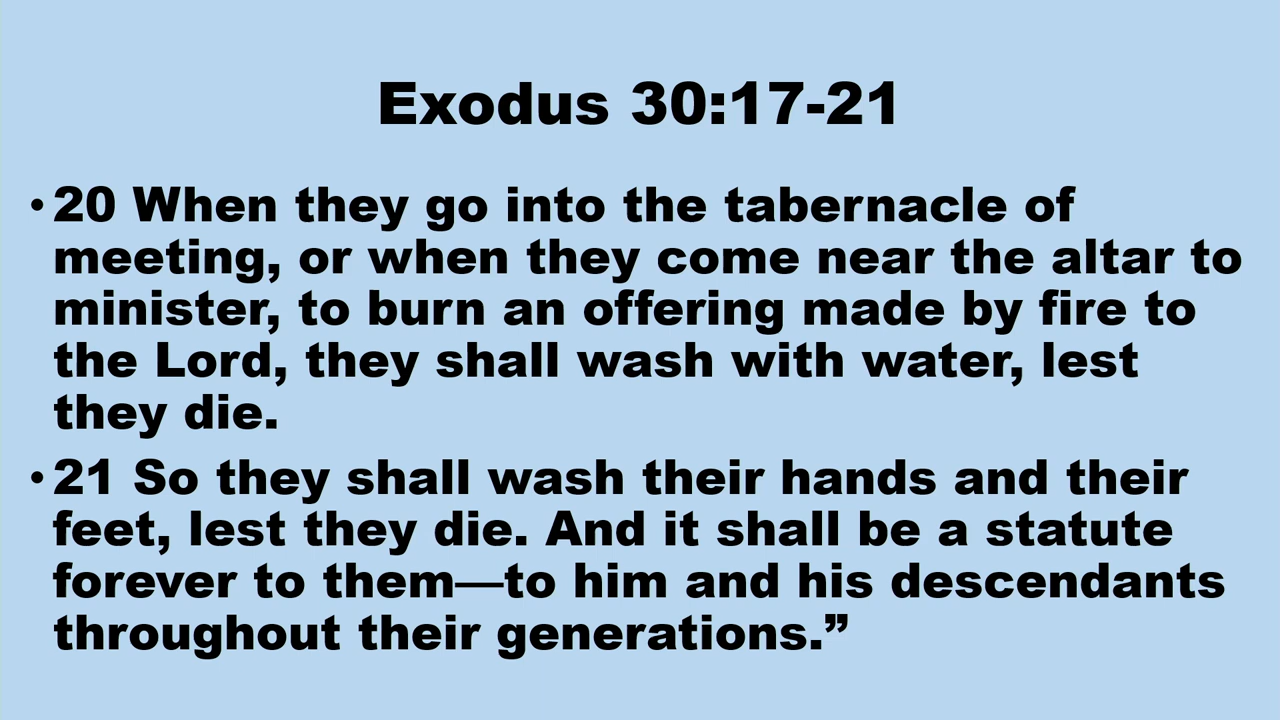 Exodus 30:17-21
• 20 When they go into the tabernacle of
meeting, or when they come near the altar to
minister, to burn an offering made by fire to
the Lord, they shall wash with water, lest
they die.
• 21 So they shall wash their hands and their
feet, lest they die. And it shall be a statute
forever to them—to him and his descendants
throughout their generations.”